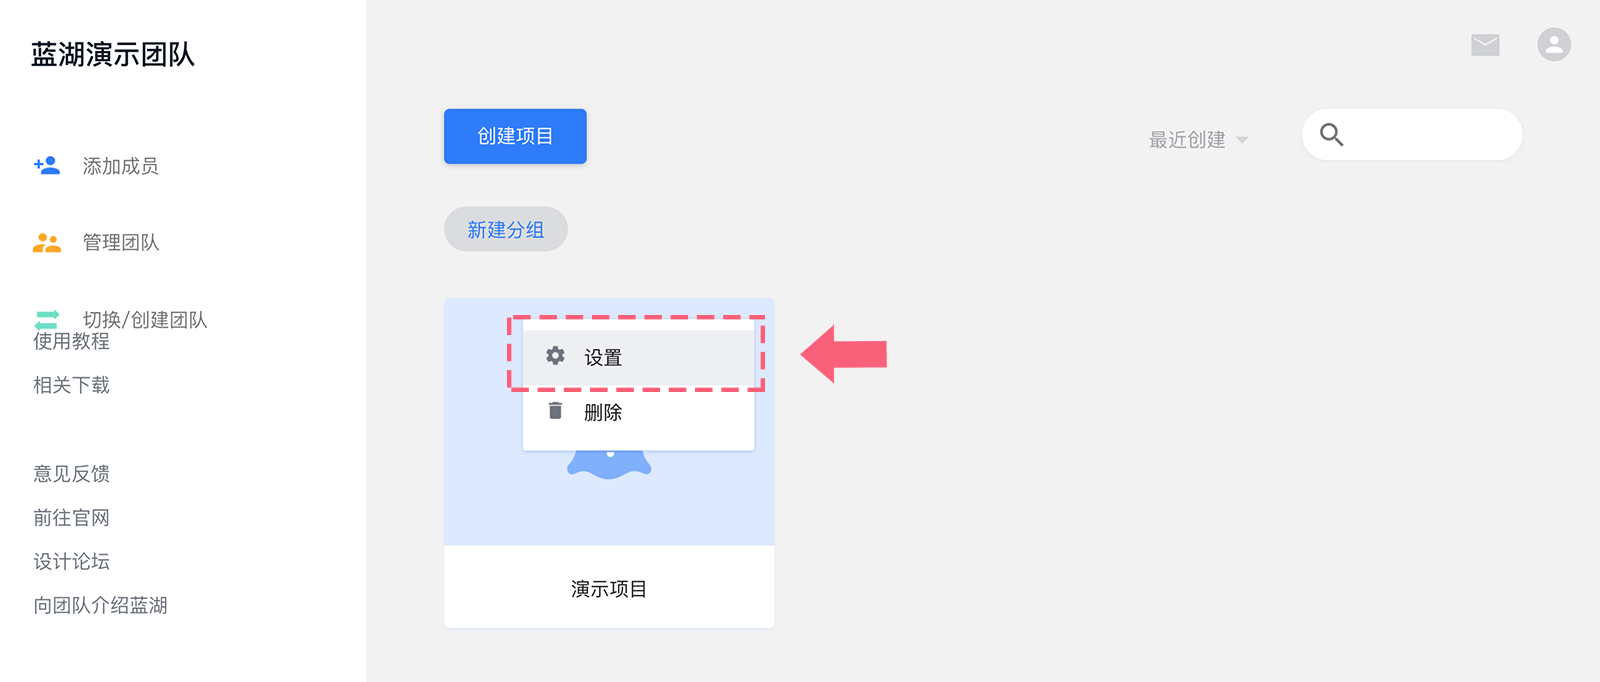 蓝湖演示团队
添加成员
管理团队
切换/创建团队
使用教程
相关下载
意见反馈
前往官网
设计论坛
向团队介绍蓝湖
创建项目
最近创建
新建分组
设置
删除
演示项目